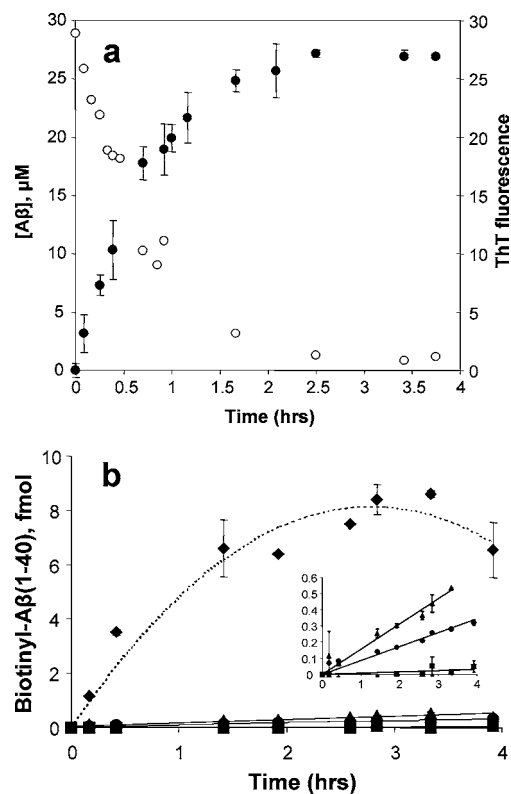 a
30
25
20
15
10
5
0
[Aβ], μM
30
25
20
15
10
5
0
ThT fluorescence
0 0.5 1 1.5 2 2.5 3 3.5 4
Time (hrs)
b
10
8
6
4
2
0
Biotinyl-Aβ(1-40), fmol
0.6
0.5
0.4
0.3
0.2
0.1
0
0 1 2 3 4
0 1 2 3 4
Time (hrs)